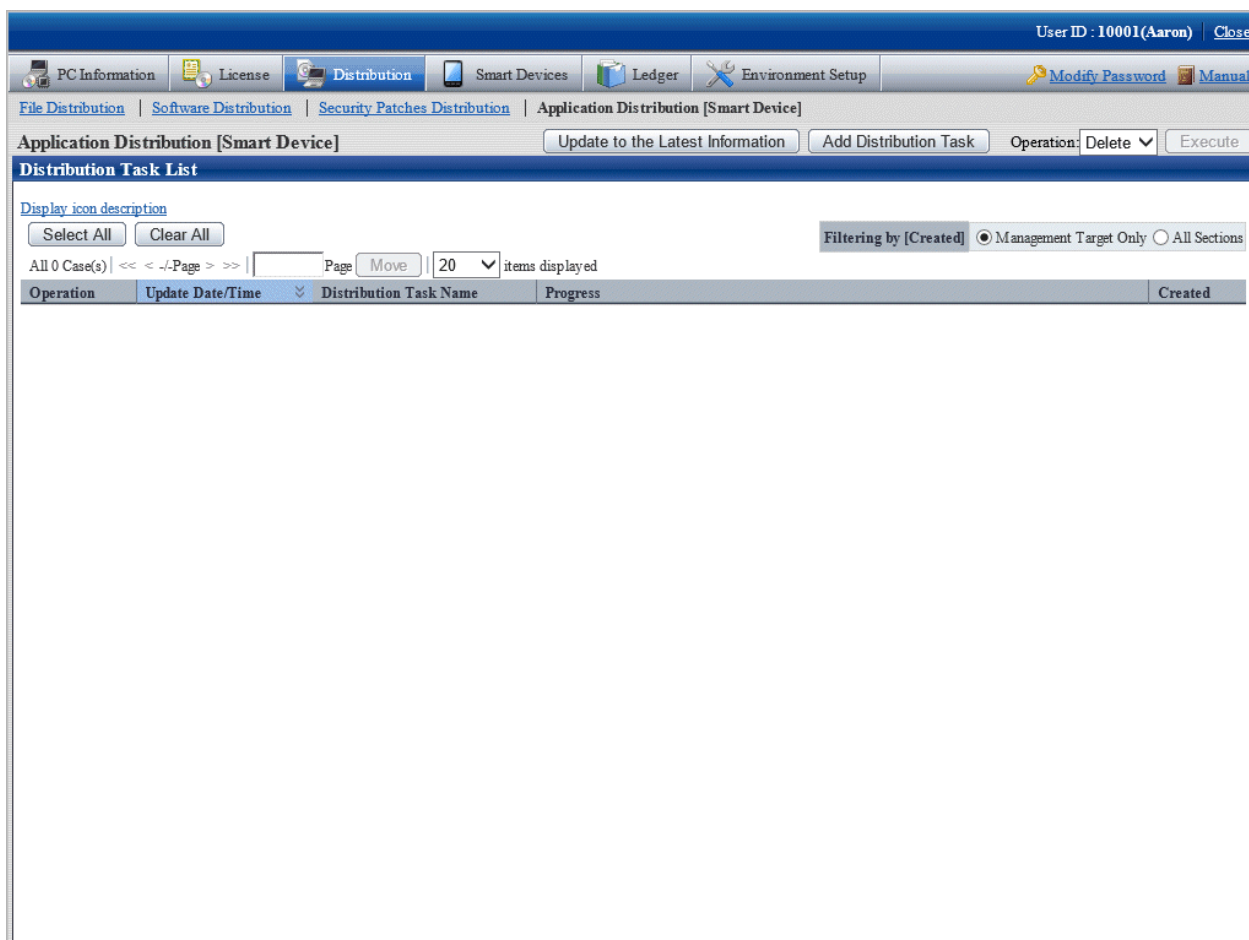 User ID : 10001(Aaron) Close
PC Information License Distribution Smart Devices Ledger Environment Setup Modify Password Manual
File Distribution | Software Distribution | Security Patches Distribution | Application Distribution [Smart Device]
Application Distribution [Smart Device] Update to the Latest Information Add Distribution Task Operation: Delete Execute
Distribution Task List
Display icon description
Select All Clear All Filtering by [Created] Management Target Only All Sections
All 0 Case(s) | << < -/-Page > >> | Page Move | 20 items displayed
Operation Update Date/Time Distribution Task Name Progress Created